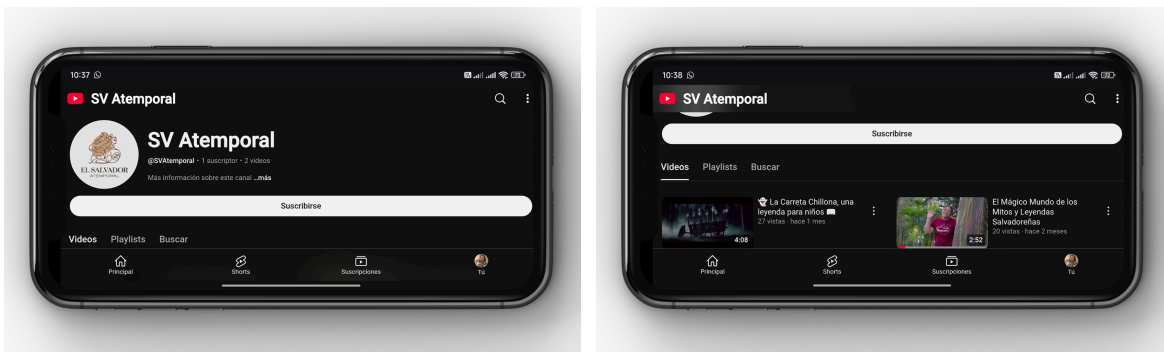 10:37
SV Atemporal
EL SALVADOR
ATEMPORAL
SV Atemporal
@SVAtemporal • 1 suscriptor • 2 videos
Más información sobre este canal ...más
Suscribirse
Videos Playlists Buscar
Principal Shorts Suscripciones Tú
10:38
SV Atemporal
Suscribirse
Videos Playlists Buscar
👻 La Carreta Chillona, una
leyenda para niños 📖
27 vistas · hace 1 mes
4:08
El Mágico Mundo de los
Mitos y Leyendas
Salvadoreñas
20 vistas · hace 2 meses
2:52
Principal Shorts Suscripciones Tú